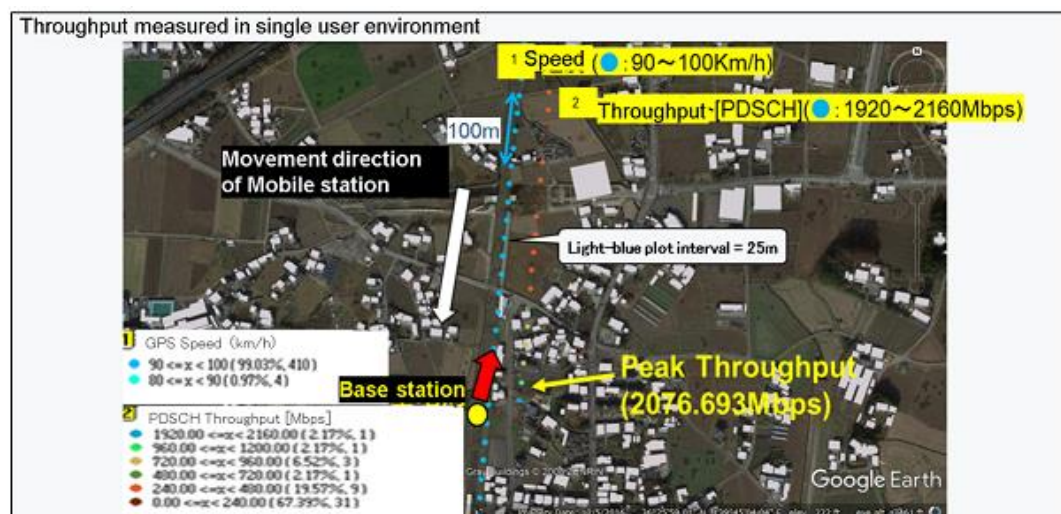 Throughput measured in single user environment
1 Speed (●:90～100Km/h)
2 Throughput-[PDSCH](●:1920～2160Mbps)
100m
Movement direction
of Mobile station
Light-blue plot interval = 25m
1 GPS Speed (km/h)
90 <=x < 100 ( 99.03%, 410)
80 <=x < 90 ( 0.97%, 4)
Base station
Peak Throughput
(2076.693Mbps)
2 PDSCH Throughput [Mbps]
1920.00 <=x< 2160.00 ( 2.17%, 1)
960.00 <=x< 1200.00 ( 2.17%, 1)
720.00 <=x< 960.00 ( 6.52%, 3)
480.00 <=x< 720.00 ( 2.17%, 1)
240.00 <=x< 480.00 ( 19.57%, 9)
0.00 <=x< 240.00 ( 67.39%, 31)
Google Earth